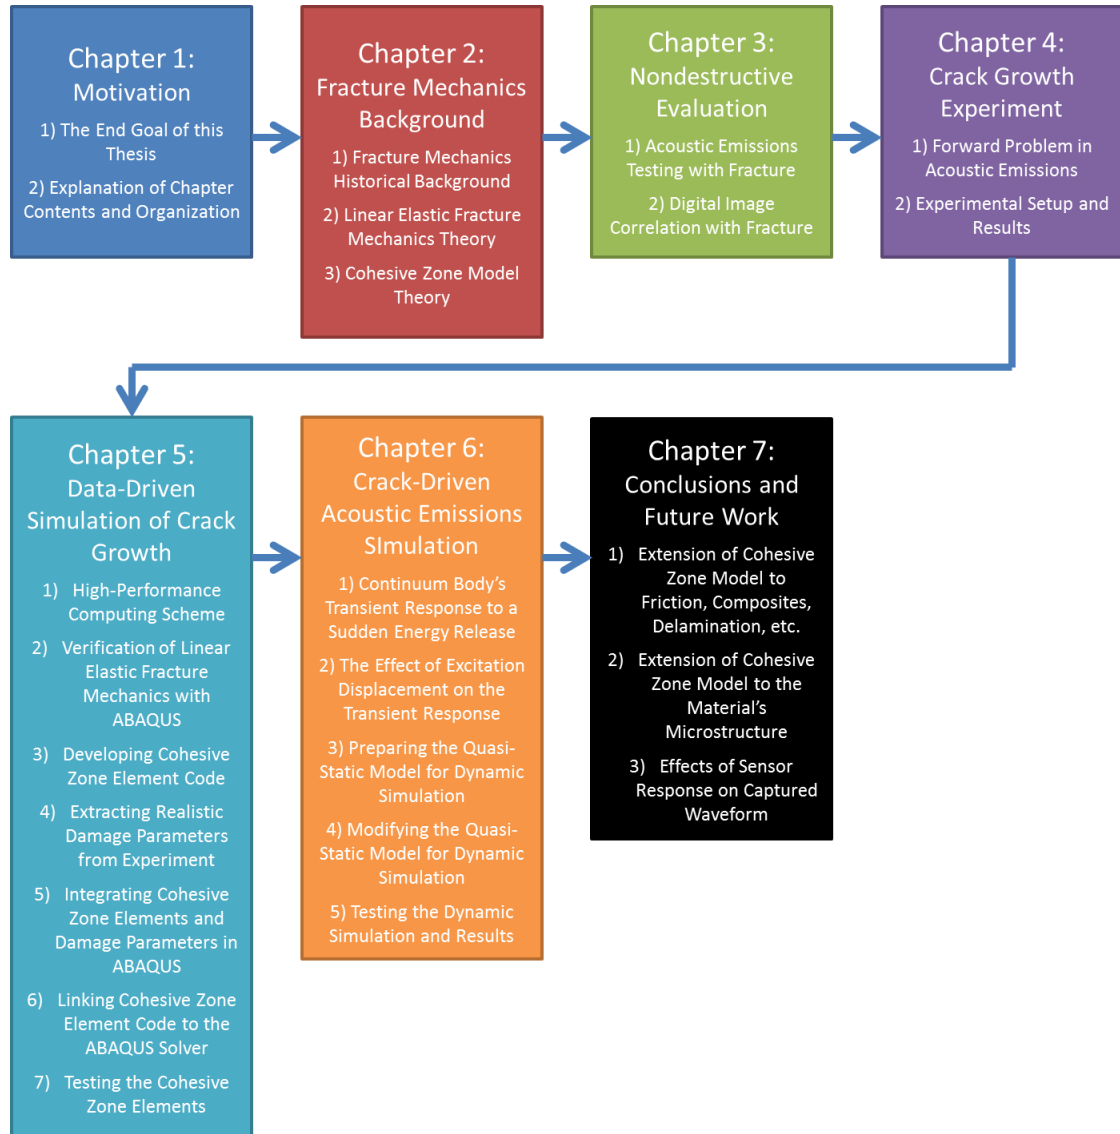 Chapter 1:
Motivation
1) The End Goal of this
Thesis
2) Explanation of Chapter
Contents and Organization
Chapter 2:
Fracture Mechanics
Background
1) Fracture Mechanics
Historical Background
2) Linear Elastic Fracture
Mechanics Theory
3) Cohesive Zone Model
Theory
Chapter 3:
Nondestructive
Evaluation
1) Acoustic Emissions
Testing with Fracture
2) Digital Image
Correlation with Fracture
Chapter 4:
Crack Growth
Experiment
1) Forward Problem in
Acoustic Emissions
2) Experimental Setup and
Results
Chapter 5:
Data-Driven
Simulation of Crack
Growth
1) High-Performance
Computing Scheme
2) Verification of Linear
Elastic Fracture
Mechanics with
ABAQUS
3) Developing Cohesive
Zone Element Code
4) Extracting Realistic
Damage Parameters
from Experiment
5) Integrating Cohesive
Zone Elements and
Damage Parameters in
ABAQUS
6) Linking Cohesive Zone
Element Code to the
ABAQUS Solver
7) Testing the Cohesive
Zone Elements
Chapter 6:
Crack-Driven
Acoustic Emissions
SImulation
1) Continuum Body's
Transient Response to a
Sudden Energy Release
2) The Effect of Excitation
Displacement on the
Transient Response
3) Preparing the Quasi-
Static Model for Dynamic
Simulation
4) Modifying the Quasi-
Static Model for Dynamic
Simulation
5) Testing the Dynamic
Simulation and Results
Chapter 7:
Conclusions and
Future Work
1) Extension of Cohesive
Zone Model to
Friction, Composites,
Delamination, etc.
2) Extension of Cohesive
Zone Model to the
Material's
Microstructure
3) Effects of Sensor
Response on Captured
Waveform